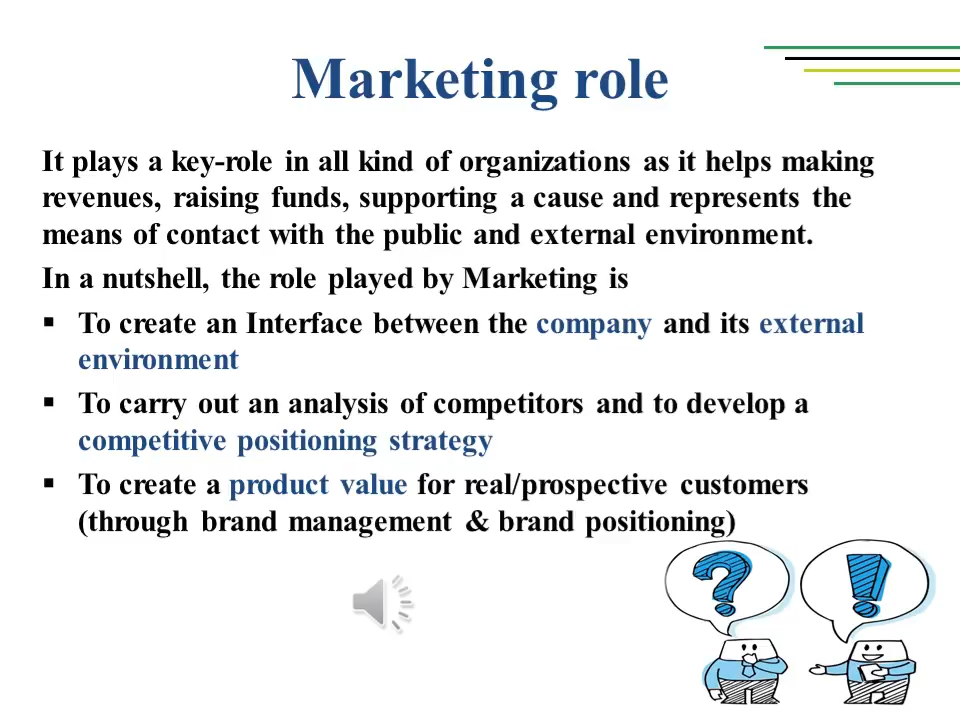 Marketing role
It plays a key-role in all kind of organizations as it helps making
revenues, raising funds, supporting a cause and represents the
means of contact with the public and external environment.
In a nutshell, the role played by Marketing is
▪ To create an Interface between the company and its external
environment
▪ To carry out an analysis of competitors and to develop a
competitive positioning strategy
▪ To create a product value for real/prospective customers
(through brand management & brand positioning)
? !